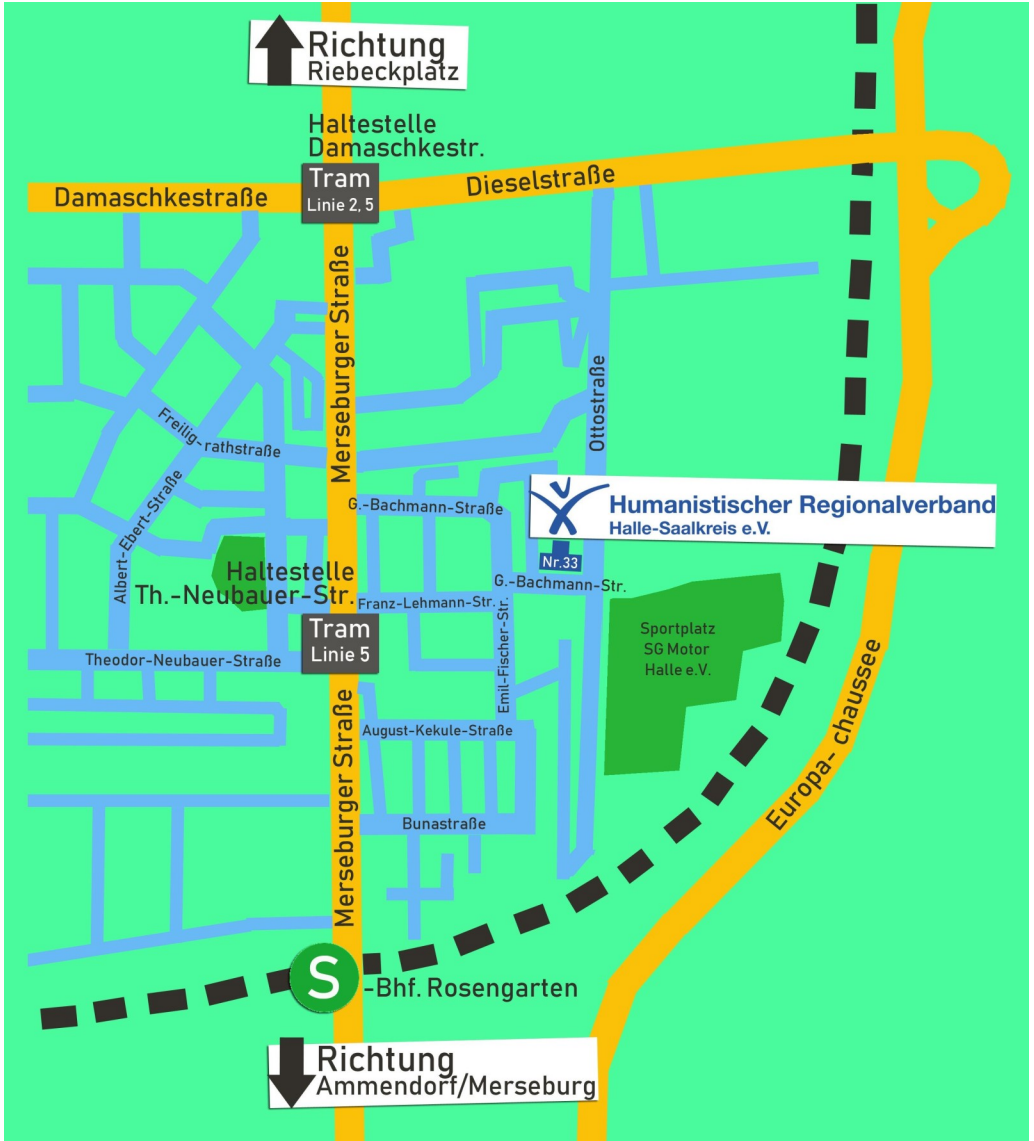 Richtung
Riebeckplatz
Haltestelle
Damaschkestr.
Tram
Linie 2, 5
Damaschkestraße
Dieselstraße
Merseburger Straße
Ottostraße
Freilig-rathstraße
Albert-Ebert-Straße
G.-Bachmann-Straße
Humanistischer Regionalverband
Halle-Saalkreis e.V.
Nr.33
G.-Bachmann-Str.
Haltestelle
Th.-Neubauer-Str.
Franz-Lehmann-Str.
Tram
Linie 5
Theodor-Neubauer-Straße
Emil-Fischer-Str.
Sportplatz
SG Motor
Halle e.V.
August-Kekule-Straße
Merseburger Straße
Bunastraße
Europa- chaussee
S
-Bhf. Rosengarten
Richtung
Ammendorf/Merseburg